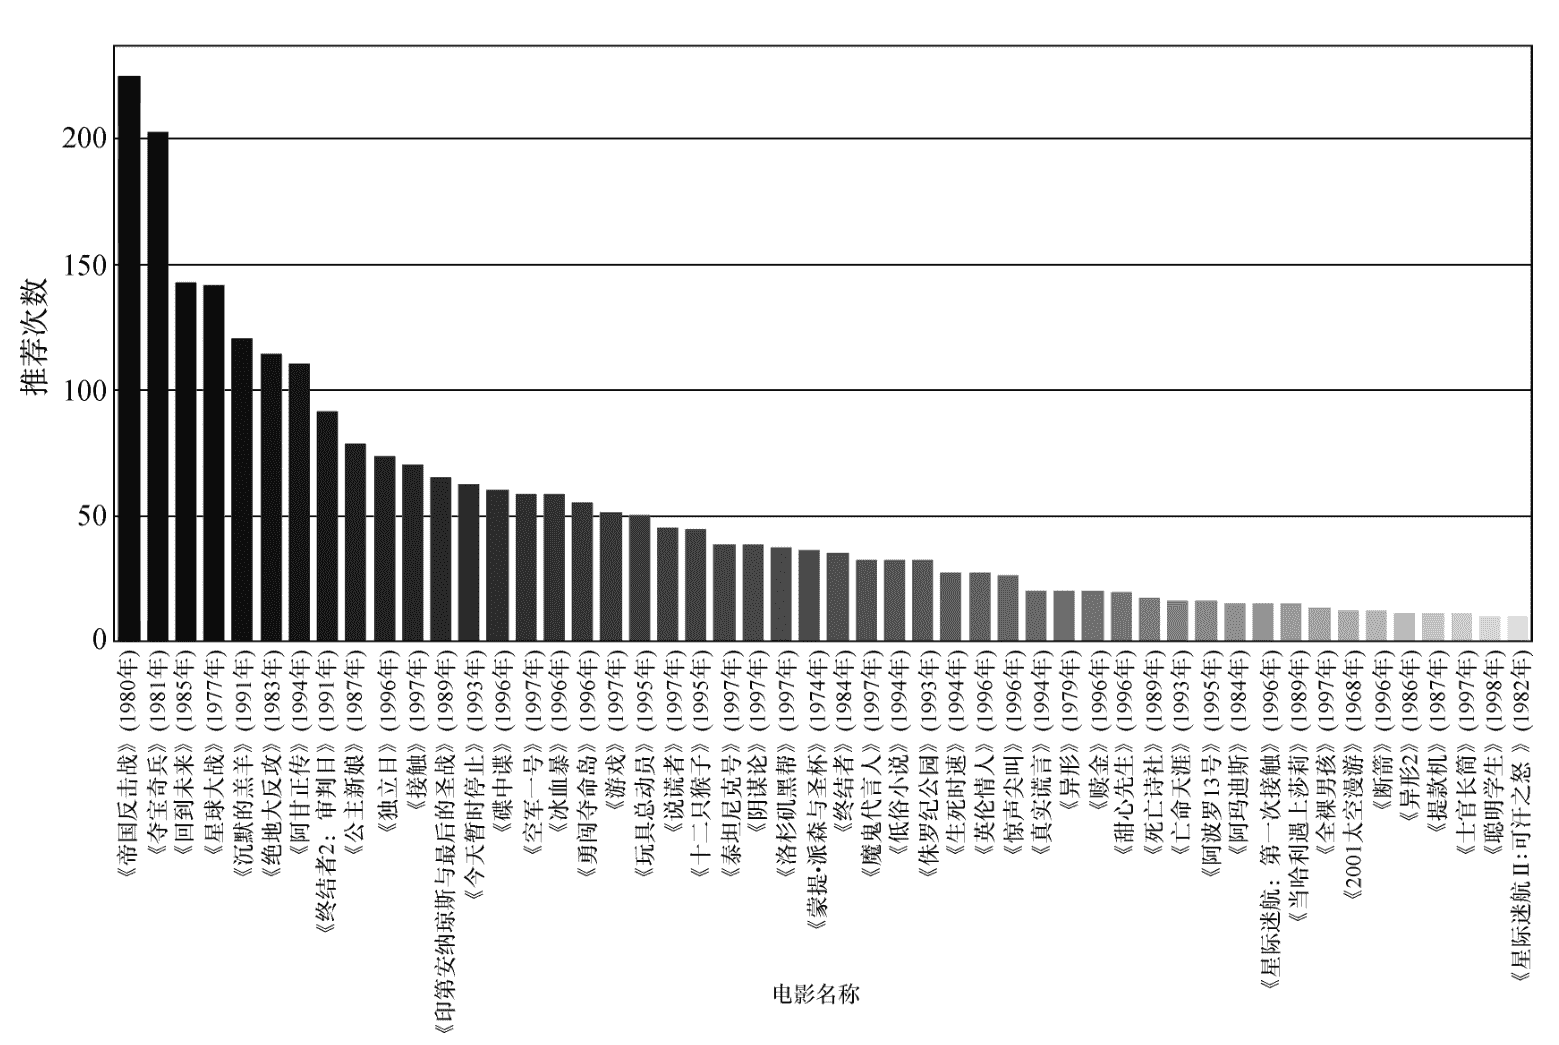 推荐次数
200
150
100
50
0
《帝国反击战》(1980年)
《夺宝奇兵》(1981年)
《回到未来》(1985年)
《星球大战》(1977年)
《沉默的羔羊》(1991年)
《绝地大反攻》(1983年)
《阿甘正传》(1994年)
《终结者2：审判日》(1991年)
《公主新娘》(1987年)
《独立日》(1996年)
《接触》(1997年)
《印第安纳琼斯与最后的圣战》(1989年)
《今天暂时停止》(1993年)
《碟中谍》(1996年)
《空军一号》(1997年)
《冰血暴》(1996年)
《勇闯夺命岛》(1996年)
《游戏》(1997年)
《玩具总动员》(1995年)
《说谎者》(1997年)
《十二只猴子》(1995年)
《泰坦尼克号》(1997年)
《阴谋论》(1997年)
《洛杉矶黑帮》(1997年)
《蒙提•派森与圣杯》(1974年)
《终结者》(1984年)
《魔鬼代言人》(1997年)
《低俗小说》(1994年)
《侏罗纪公园》(1993年)
《生死时速》(1994年)
《英伦情人》(1996年)
《惊声尖叫》(1996年)
《真实谎言》(1994年)
《异形》(1979年)
《赎金》(1996年)
《甜心先生》(1996年)
《死亡诗社》(1989年)
《亡命天涯》(1993年)
《阿波罗13号》(1995年)
《阿玛迪斯》(1984年)
《星际迷航：第一次接触》(1996年)
《当哈利遇上莎莉》(1989年)
《全裸男孩》(1997年)
《2001太空漫游》(1968年)
《断箭》(1996年)
《异形2》(1986年)
《提款机》(1987年)
《士官长筒》(1997年)
《聪明学生》(1998年)
《星际迷航 II:可汗之怒 》(1982年)
电影名称